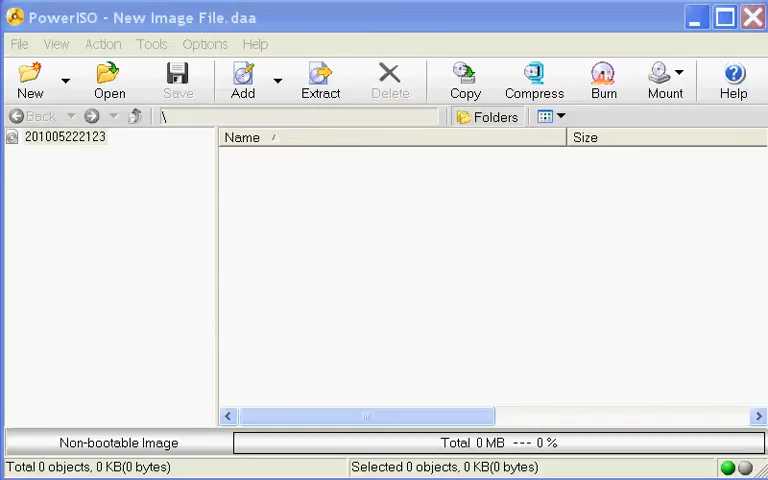 PowerISO - New Image File.daa
File View Action Tools Options Help
New Open Save Add Extract Delete Copy Compress Burn Mount Help
Back \ Folders
201005222123 Name Size
Non-bootable Image Total 0 MB --- 0 %
Total 0 objects, 0 KB(0 bytes) Selected 0 objects, 0 KB(0 bytes)